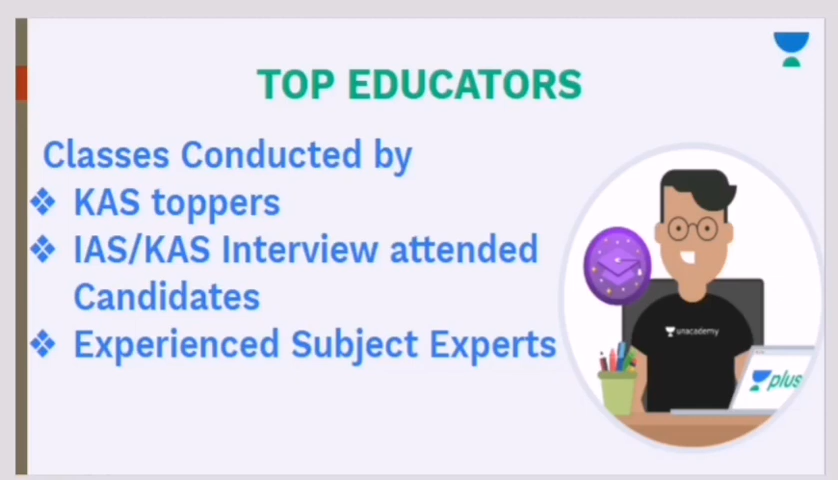 TOP EDUCATORS
Classes Conducted by
❖ KAS toppers
❖ IAS/KAS Interview attended
Candidates
❖ Experienced Subject Experts
unacademy
plus